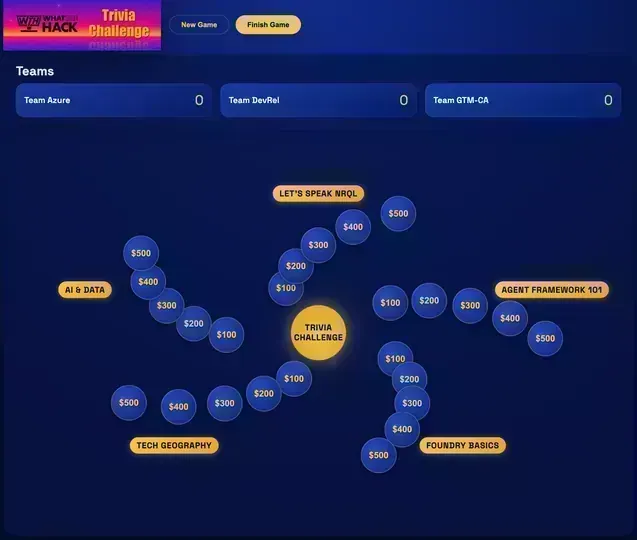 WHAT THE HACK
Trivia
Challenge
New Game
Finish Game
Teams
Team Azure
0
Team DevRel
0
Team GTM-CA
0
LET'S SPEAK NRQL
$100
$200
$300
$400
$500
AI & DATA
$500
$400
$300
$200
$100
AGENT FRAMEWORK 101
$100
$200
$300
$400
$500
TRIVIA
CHALLENGE
TECH GEOGRAPHY
$500
$400
$300
$200
$100
FOUNDRY BASICS
$100
$200
$300
$400
$500